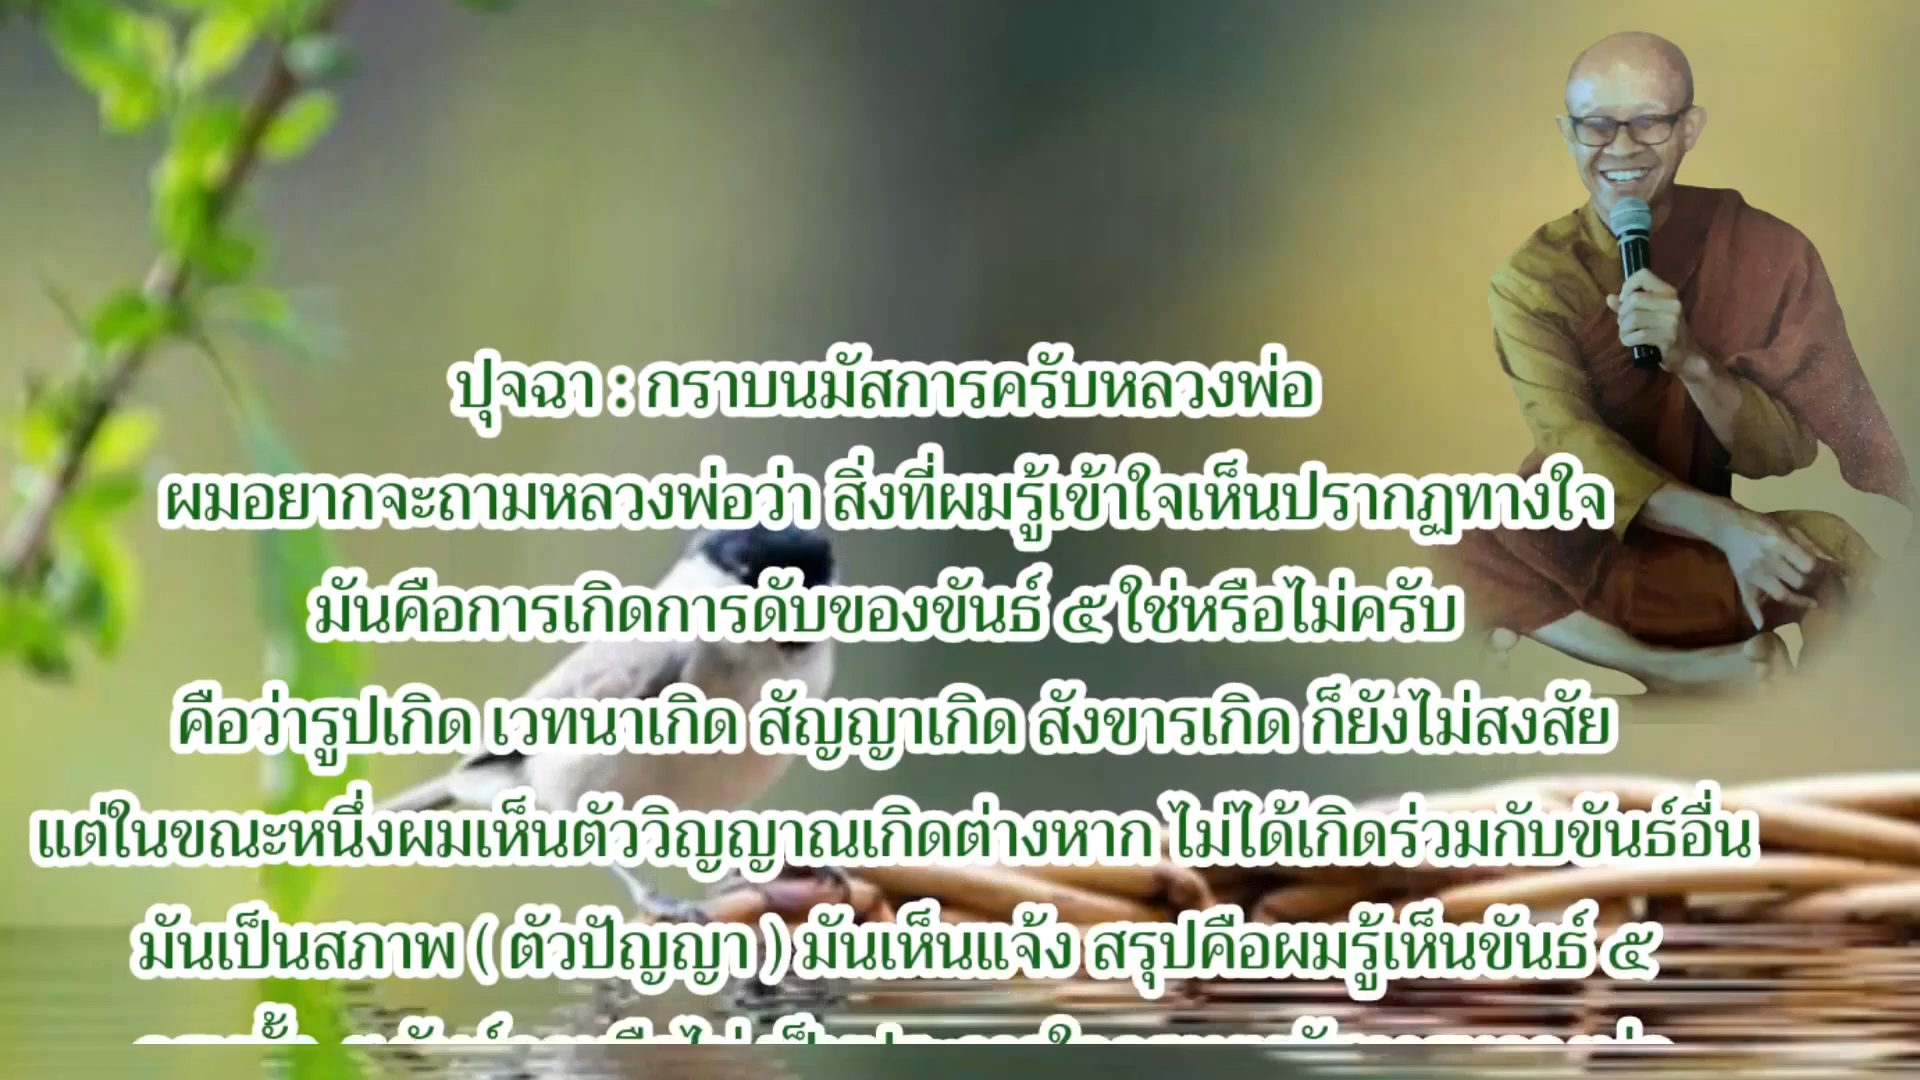 ปุจฉา : กราบนมัสการครับหลวงพ่อ
ผมอยากจะถามหลวงพ่อว่า สิ่งที่ผมรู้เข้าใจเห็นปรากฏทางใจ
มันคือการเกิดการดับของขันธ์ ๕ ใช่หรือไม่ครับ
คือว่ารูปเกิด เวทนาเกิด สัญญาเกิด สังขารเกิด ก็ยังไม่สงสัย
แต่ในขณะหนึ่งผมเห็นตัววิญญาณเกิดต่างหาก ไม่ได้เกิดร่วมกับขันธ์อื่น
มันเป็นสภาพ ( ตัวปัญญา ) มันเห็นแจ้ง สรุปคือผมรู้เห็นขันธ์ ๕